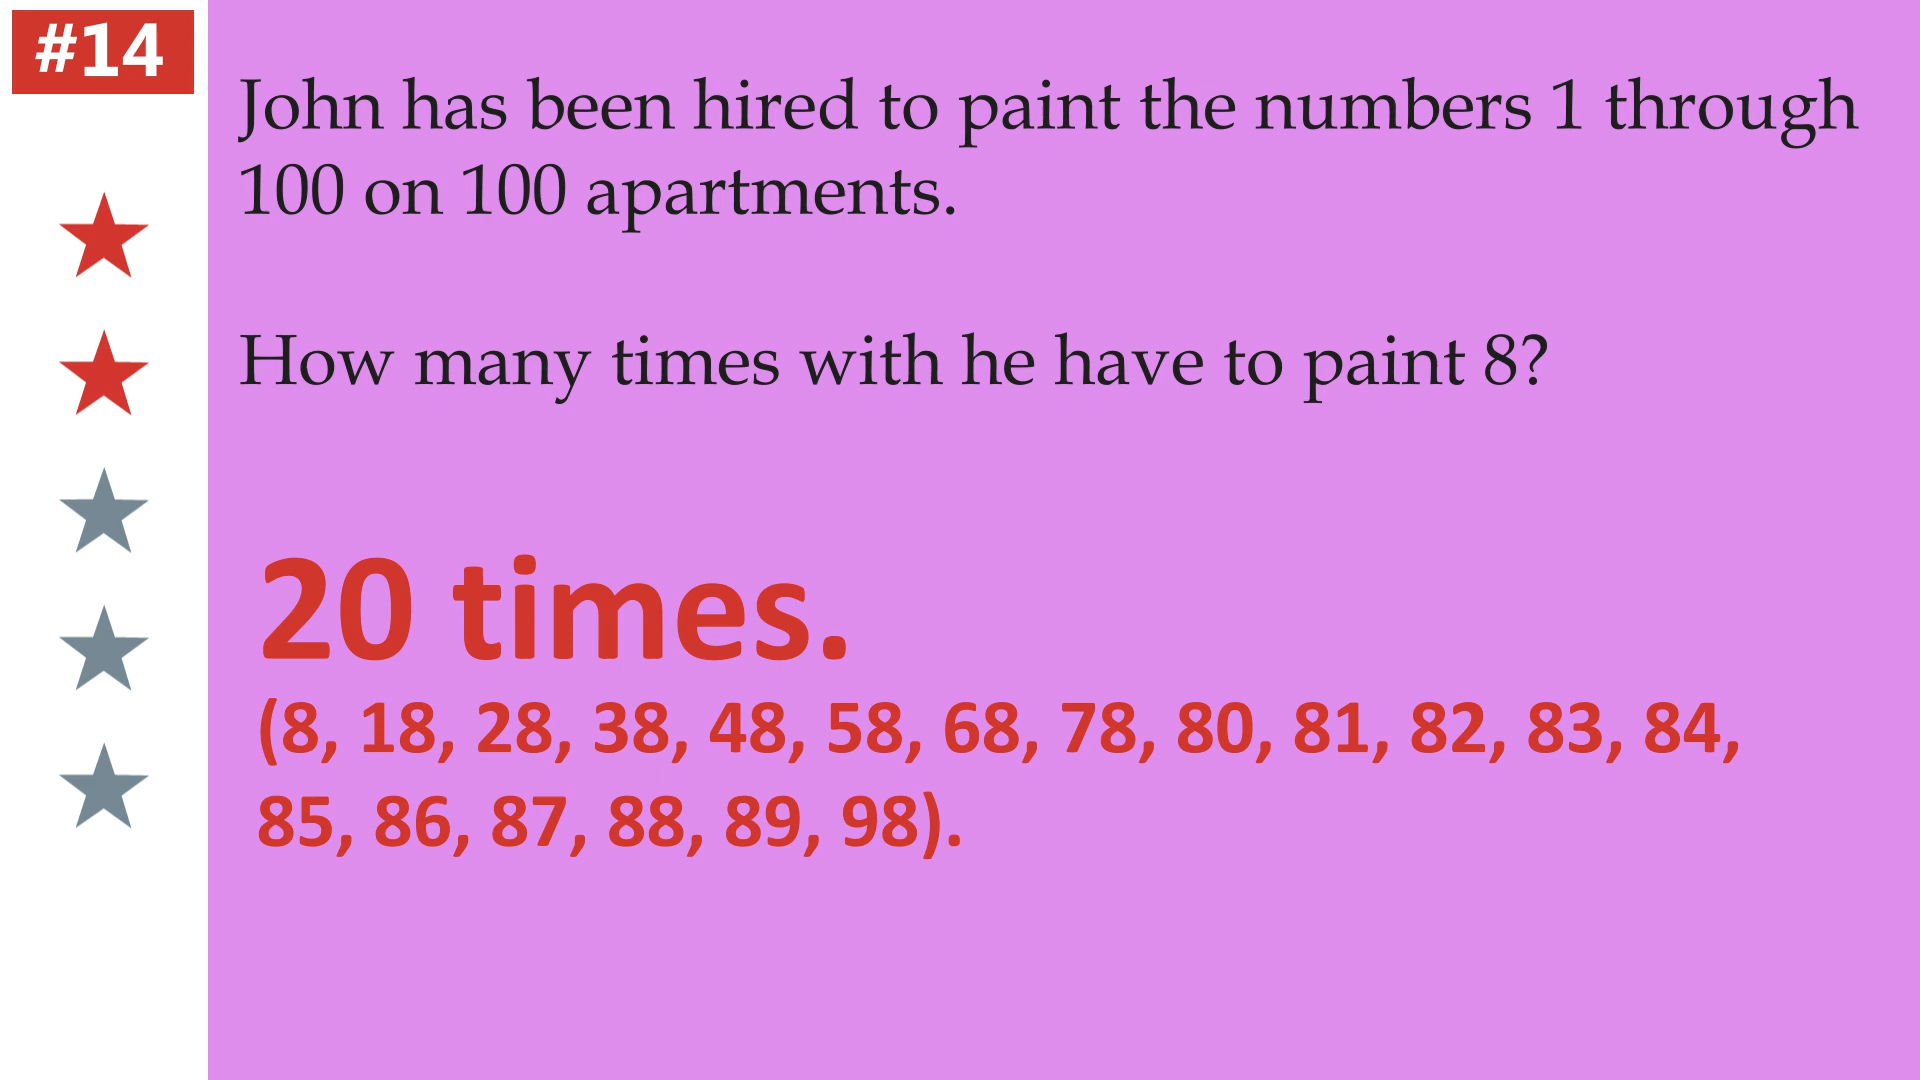 #14
John has been hired to paint the numbers 1 through
100 on 100 apartments.
How many times with he have to paint 8?
20 times.
(8, 18, 28, 38, 48, 58, 68, 78, 80, 81, 82, 83, 84,
85, 86, 87, 88, 89, 98).